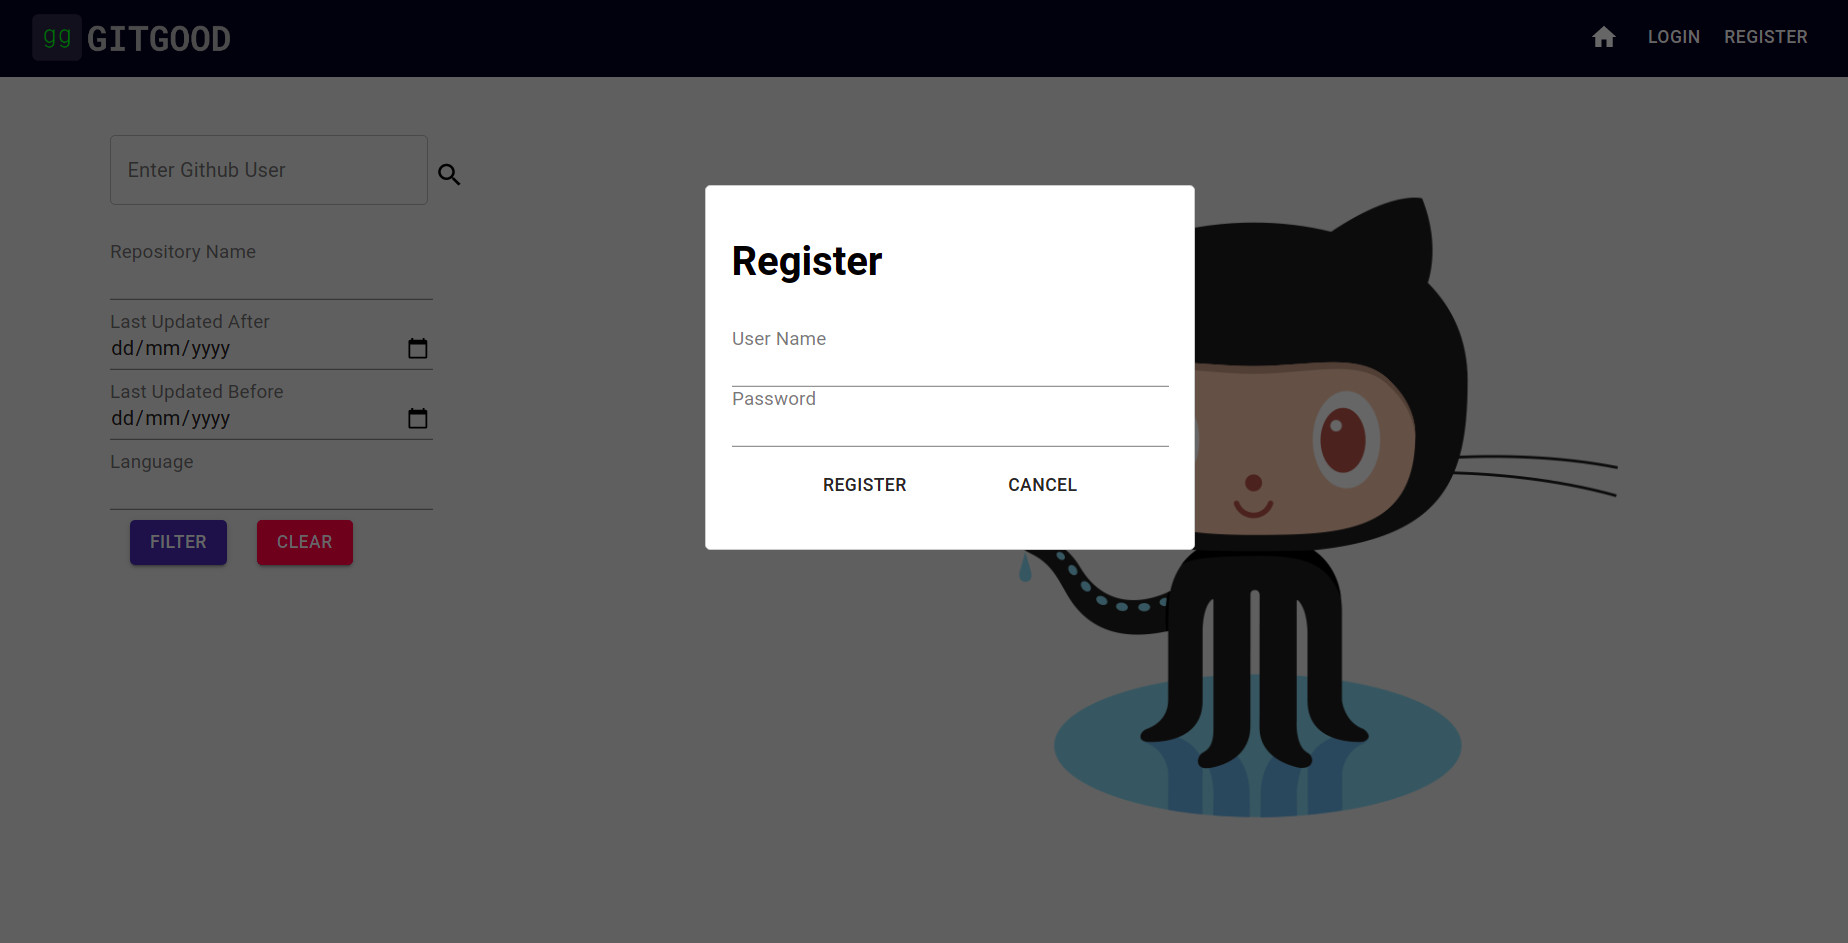 gg GITGOOD
LOGIN REGISTER
Enter Github User
Repository Name
Last Updated After
dd/mm/yyyy
Last Updated Before
dd/mm/yyyy
Language
FILTER CLEAR
Register
User Name
Password
REGISTER CANCEL